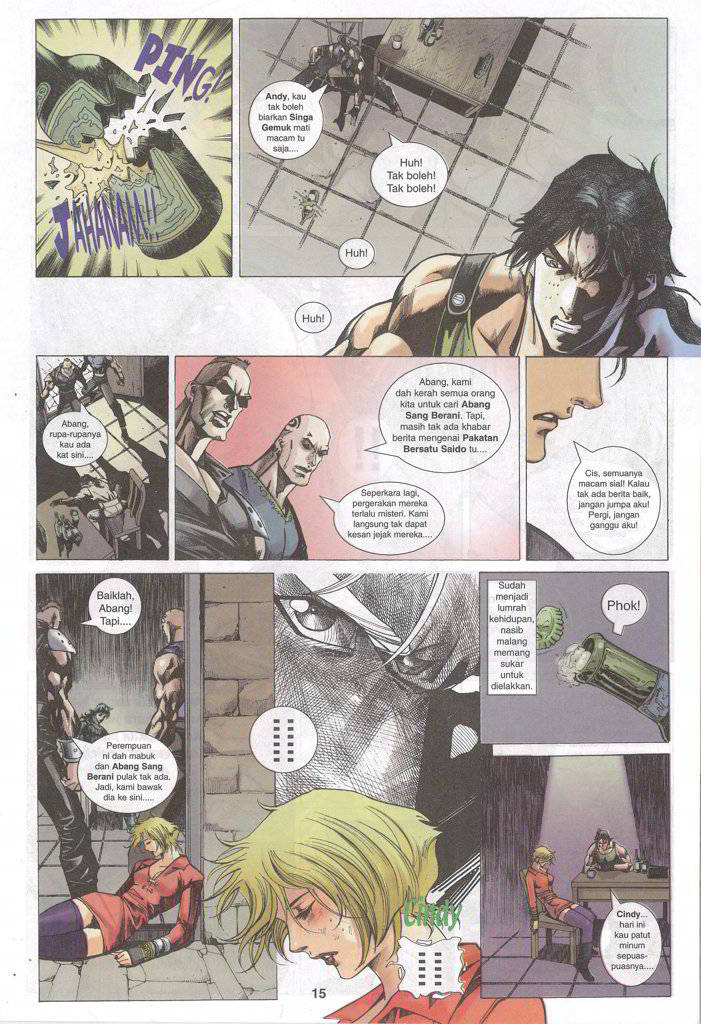 PING!
JAHANAM!!
Andy, kau
tak boleh
biarkan Singa
Gemuk mati
macam tu
saja....
Huh!
Tak boleh!
Tak boleh!
Huh!
Huh!
Abang,
rupa-rupanya
kau ada
kat sini....
Abang, kami
dah kerah semua orang
kita untuk cari Abang
Sang Berani. Tapi,
masih tak ada khabar
berita mengenai Pakatan
Bersatu Saido tu....
Seperkara lagi,
pergerakan mereka
terlalu misteri. Kami
langsung tak dapat
kesan jejak mereka....
Cis, semuanya
macam sial! Kalau
tak ada berita baik,
jangan jumpa aku!
Pergi, jangan
ganggu aku!
Baiklah,
Abang!
Tapi....
Perempuan
ni dah mabuk
dan Abang Sang
Berani pulak tak ada.
Jadi, kami bawak
dia ke sini.....
Cindy
Sudah
menjadi
lumrah
kehidupan,
nasib
malang
memang
sukar
untuk
dielakkan.
Phok!
Cindy...
hari ini
kau patut
minum
sepuas-
puasnya....
15